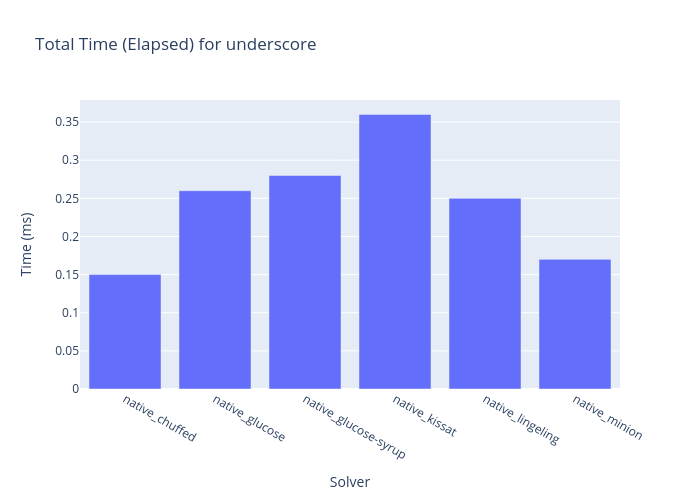 Total Time (Elapsed) for underscore
Time (ms)
0.35
0.3
0.25
0.2
0.15
0.1
0.05
0
native_chuffed
native_glucose
native_glucose-syrup
native_kissat
native_lingeling
native_minion
Solver